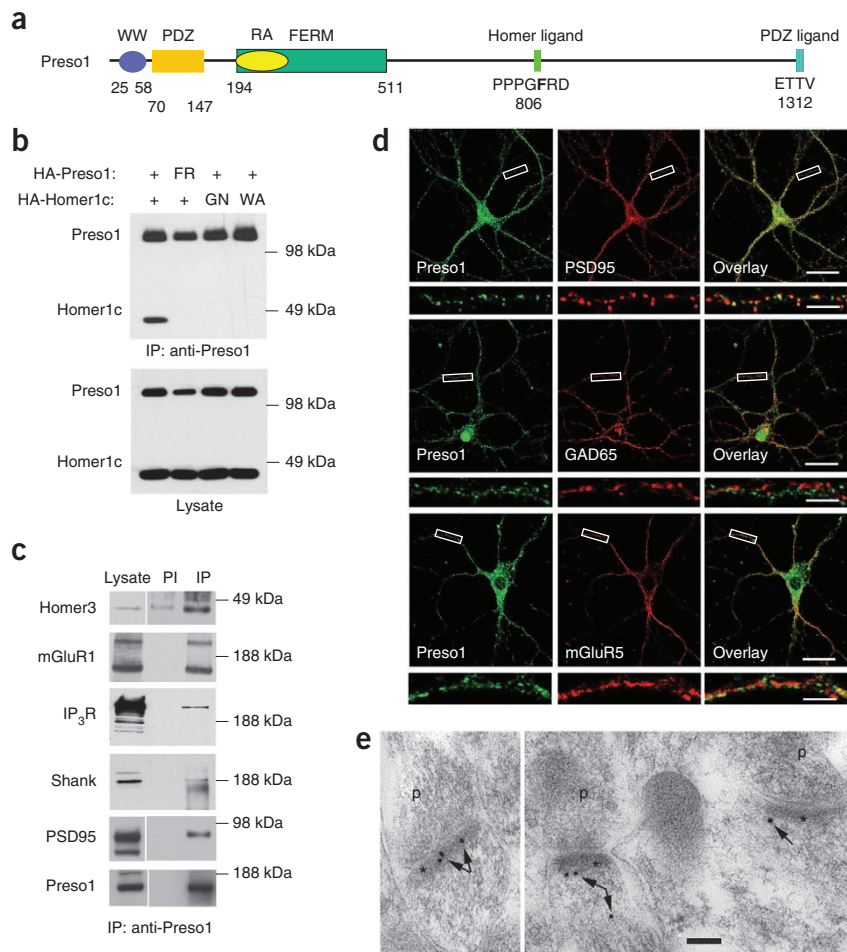 a
WW PDZ RA FERM Homer ligand PDZ ligand
Preso1
25 58 194 511 PPPGFRD ETTV
70 147 806 1312
b
HA-Preso1: + FR + +
HA-Homer1c: + + GN WA
Preso1
98 kDa
Homer1c
49 kDa
IP: anti-Preso1
Preso1
98 kDa
Homer1c
49 kDa
Lysate
c
Lysate PI IP
49 kDa
Homer3
mGluR1
188 kDa
IP3R
188 kDa
Shank
188 kDa
98 kDa
PSD95
188 kDa
Preso1
IP: anti-Preso1
d
Preso1 PSD95 Overlay
Preso1 GAD65 Overlay
Preso1 mGluR5 Overlay
e
p p p
* * *